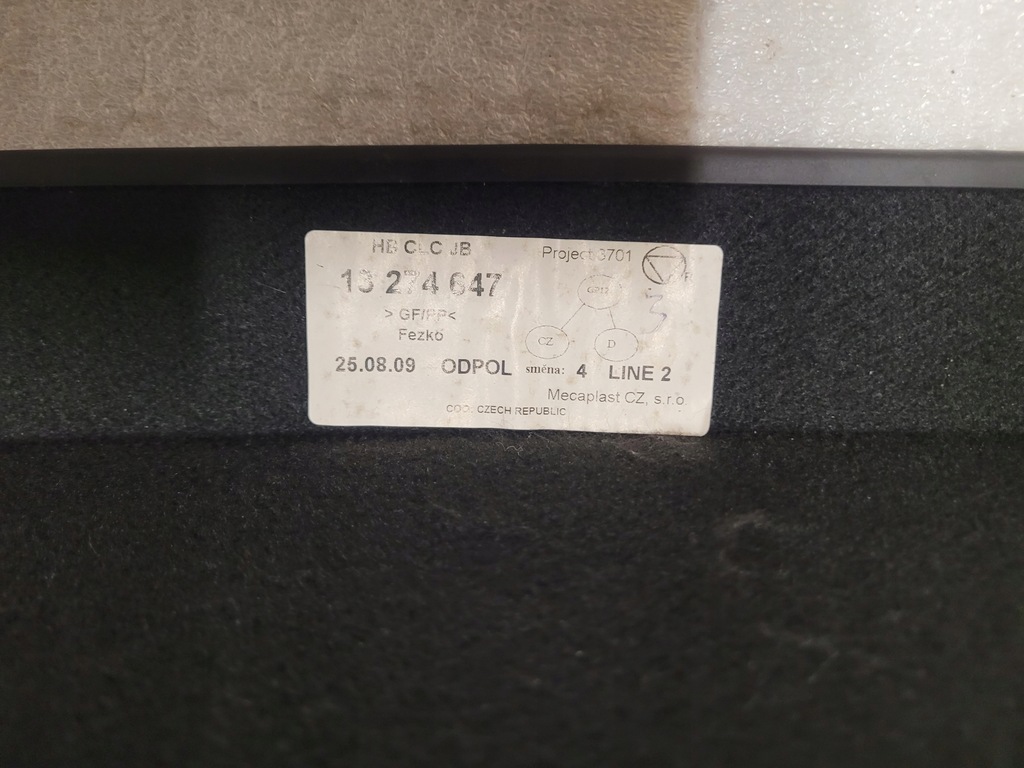 HB CLC JB
Project 3701
13 274 647
R
GP12
3
> GF/PP<
CZ
D
Fezko
25.08.09 ODPOL směna: 4 LINE 2
Mecaplast CZ, s.r.o
COO: CZECH REPUBLIC